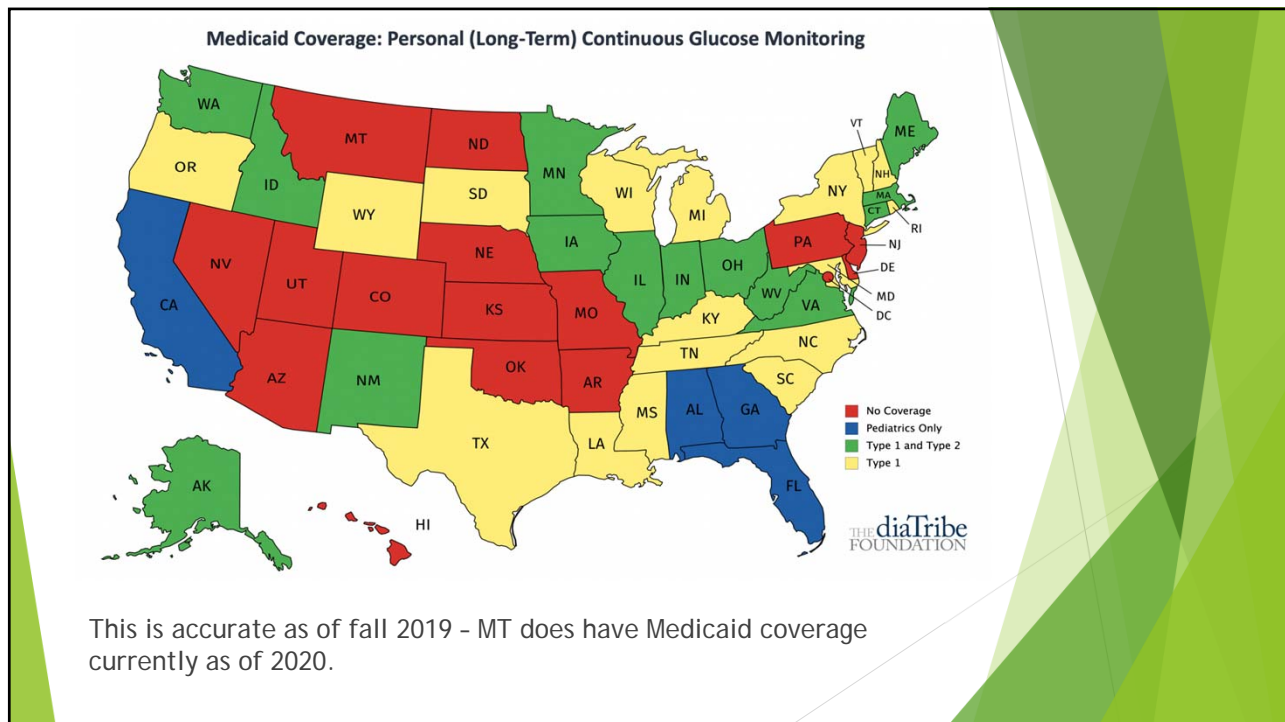 Medicaid Coverage: Personal (Long-Term) Continuous Glucose Monitoring
WA
MT
ND
MN
VT
ME
OR
ID
SD
WI
NY
NH
MA
WY
MI
CT
RI
NE
IA
PA
NJ
NV
IL
IN
OH
DE
UT
CO
WV
MD
CA
KS
MO
VA
DC
KY
NC
TN
AZ
NM
OK
AR
SC
MS
AL
GA
TX
LA
FL
AK
HI
No Coverage
Pediatrics Only
Type 1 and Type 2
Type 1
THE diaTribe
FOUNDATION
This is accurate as of fall 2019 – MT does have Medicaid coverage
currently as of 2020.